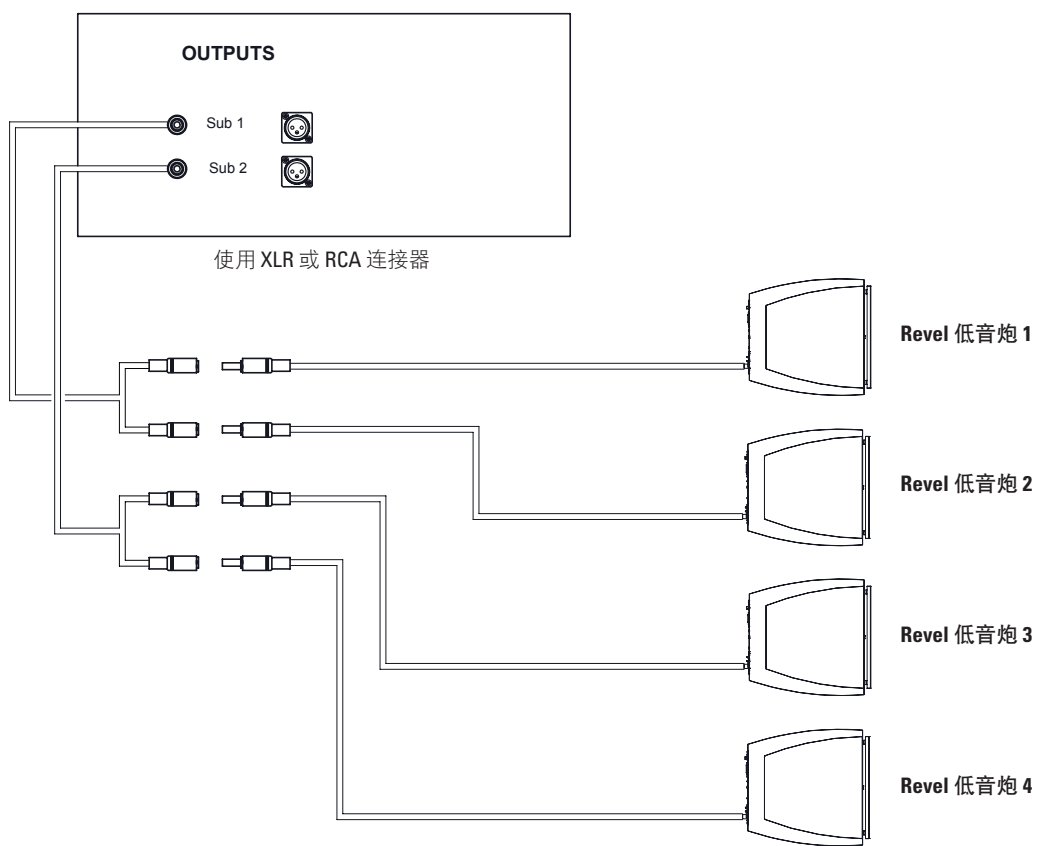 OUTPUTS
Sub 1
Sub 2
使用 XLR 或 RCA 连接器
Revel 低音炮 1
Revel 低音炮 2
Revel 低音炮 3
Revel 低音炮 4